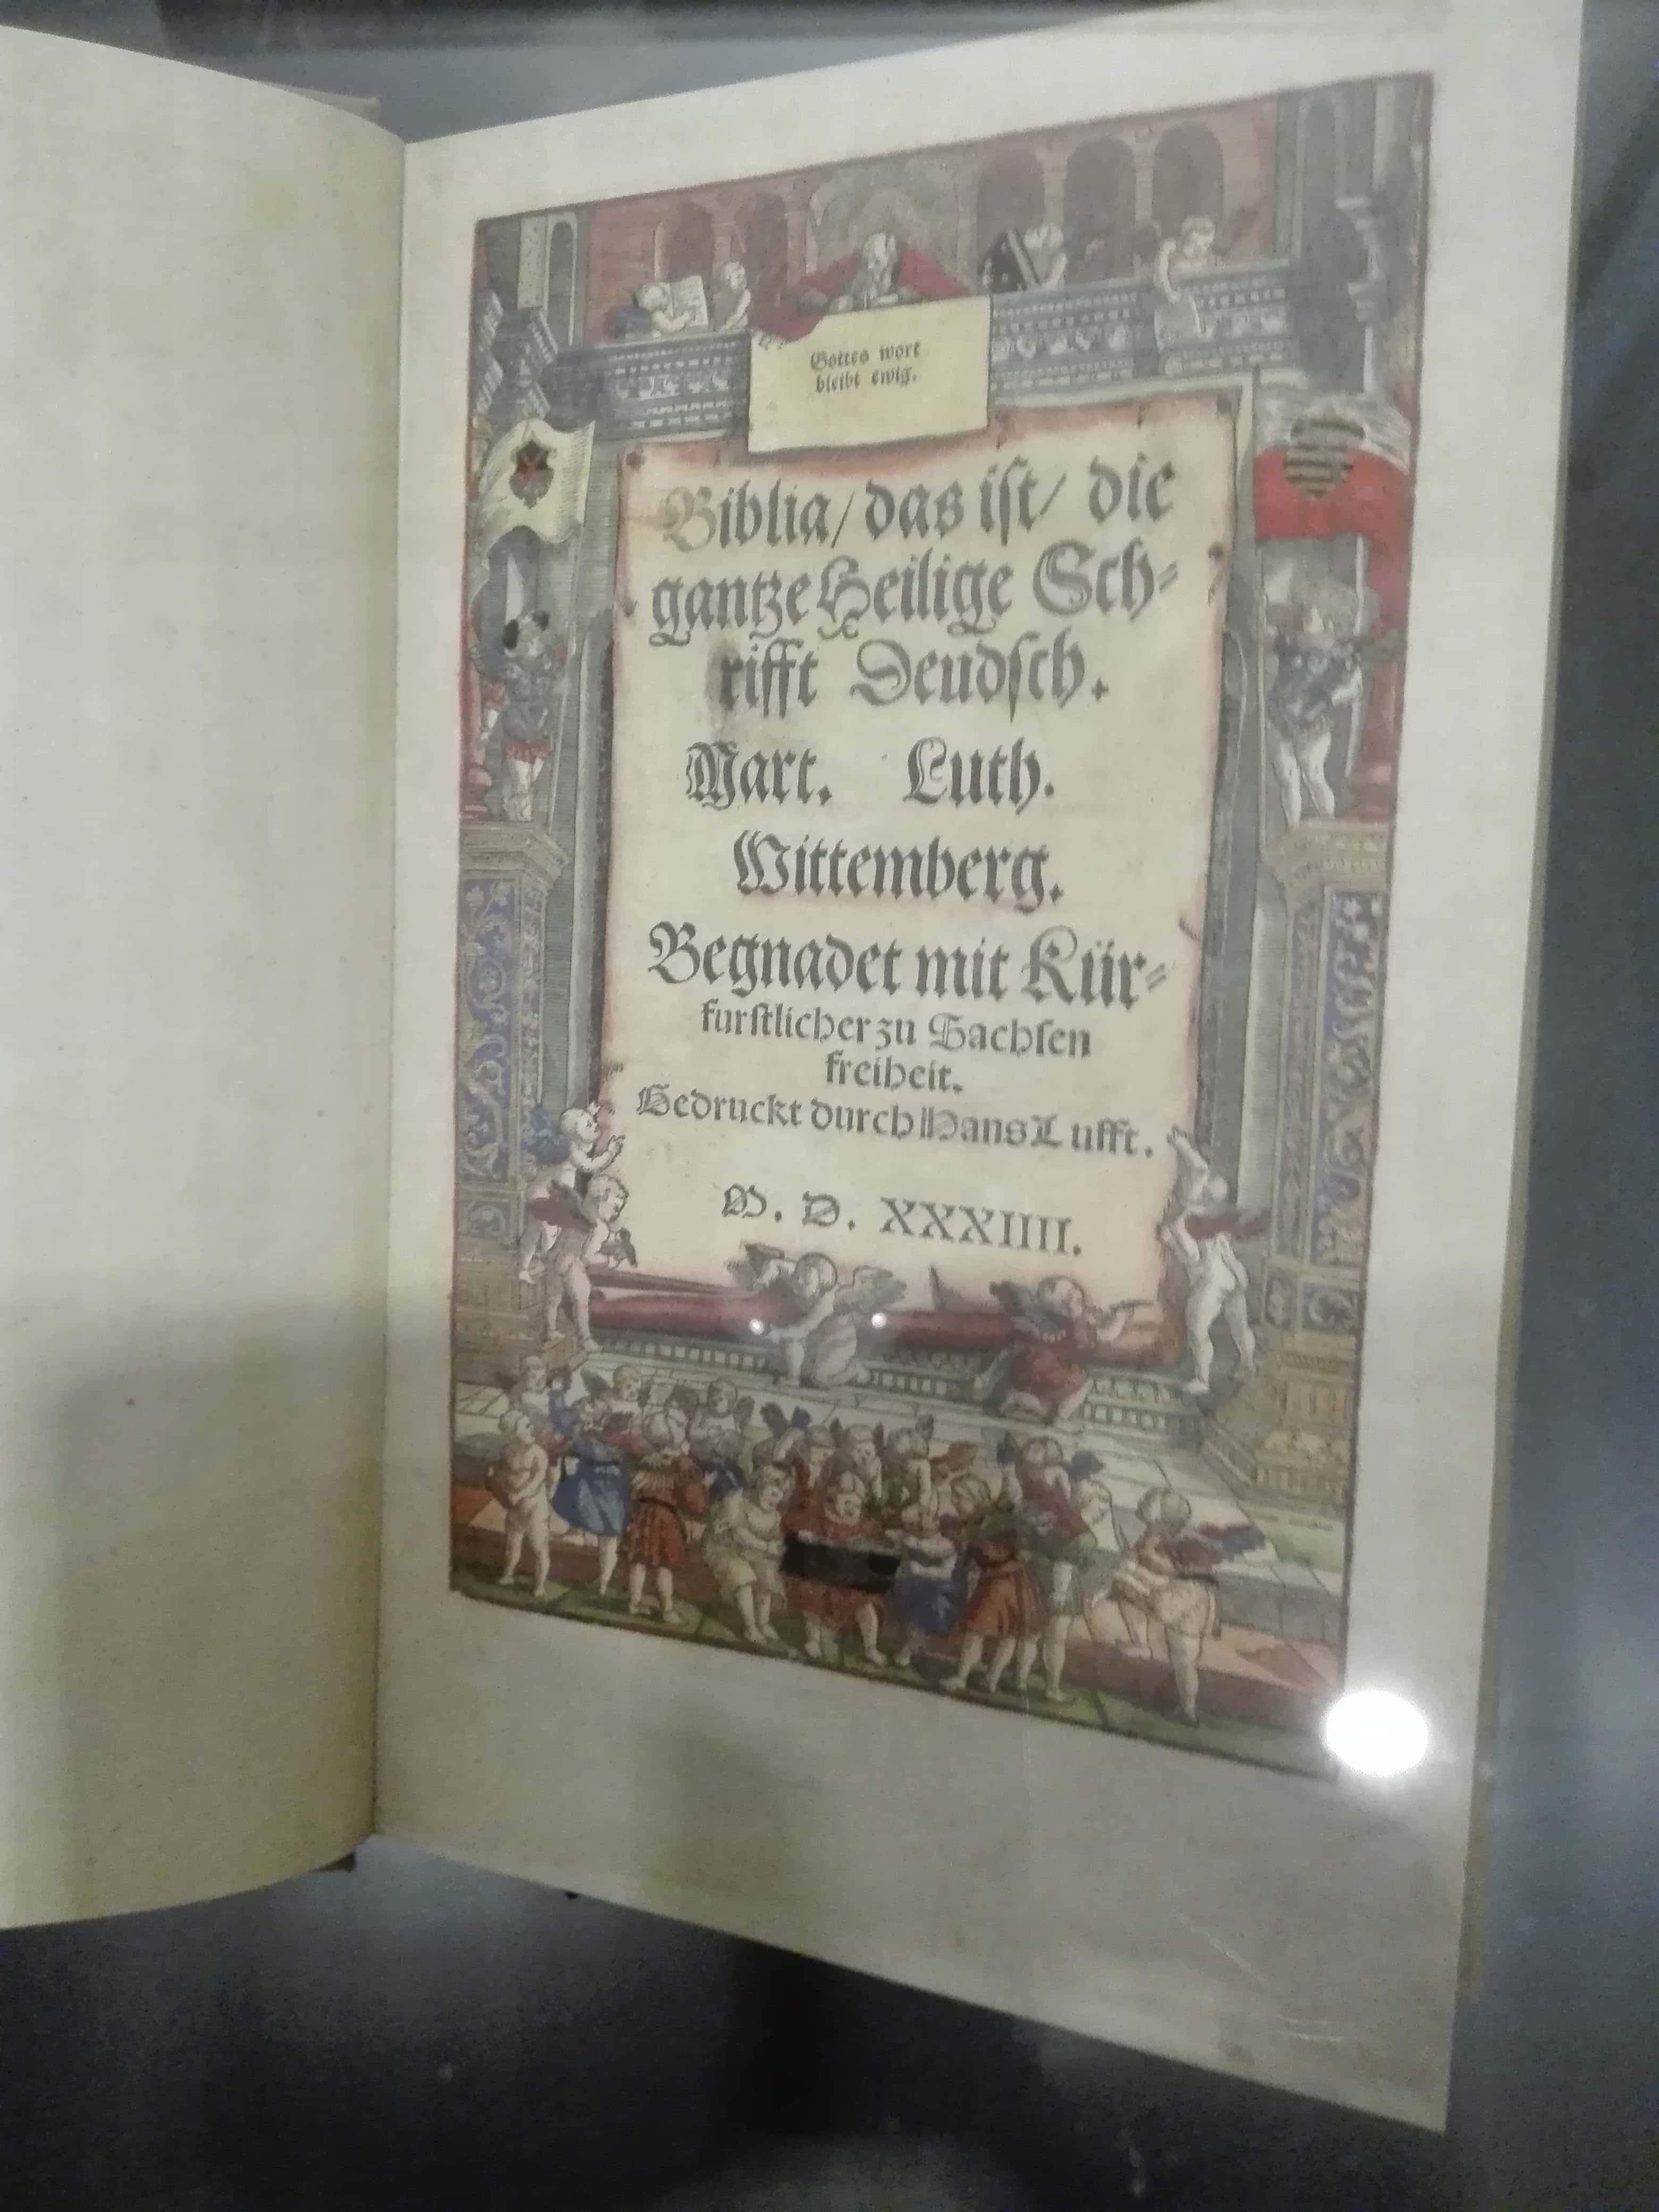 Gottes wort
bleibt ewig.
Biblia/ das iſt/ die
gantze Heilige Sch⸗
rifft Deudſch.
Mart. Luth.
Wittemberg.
Begnadet mit Kür⸗
furſtlicher zu Sachſen
freiheit.
Gedruckt durch Hans Lufft.
M. D. XXXIIII.